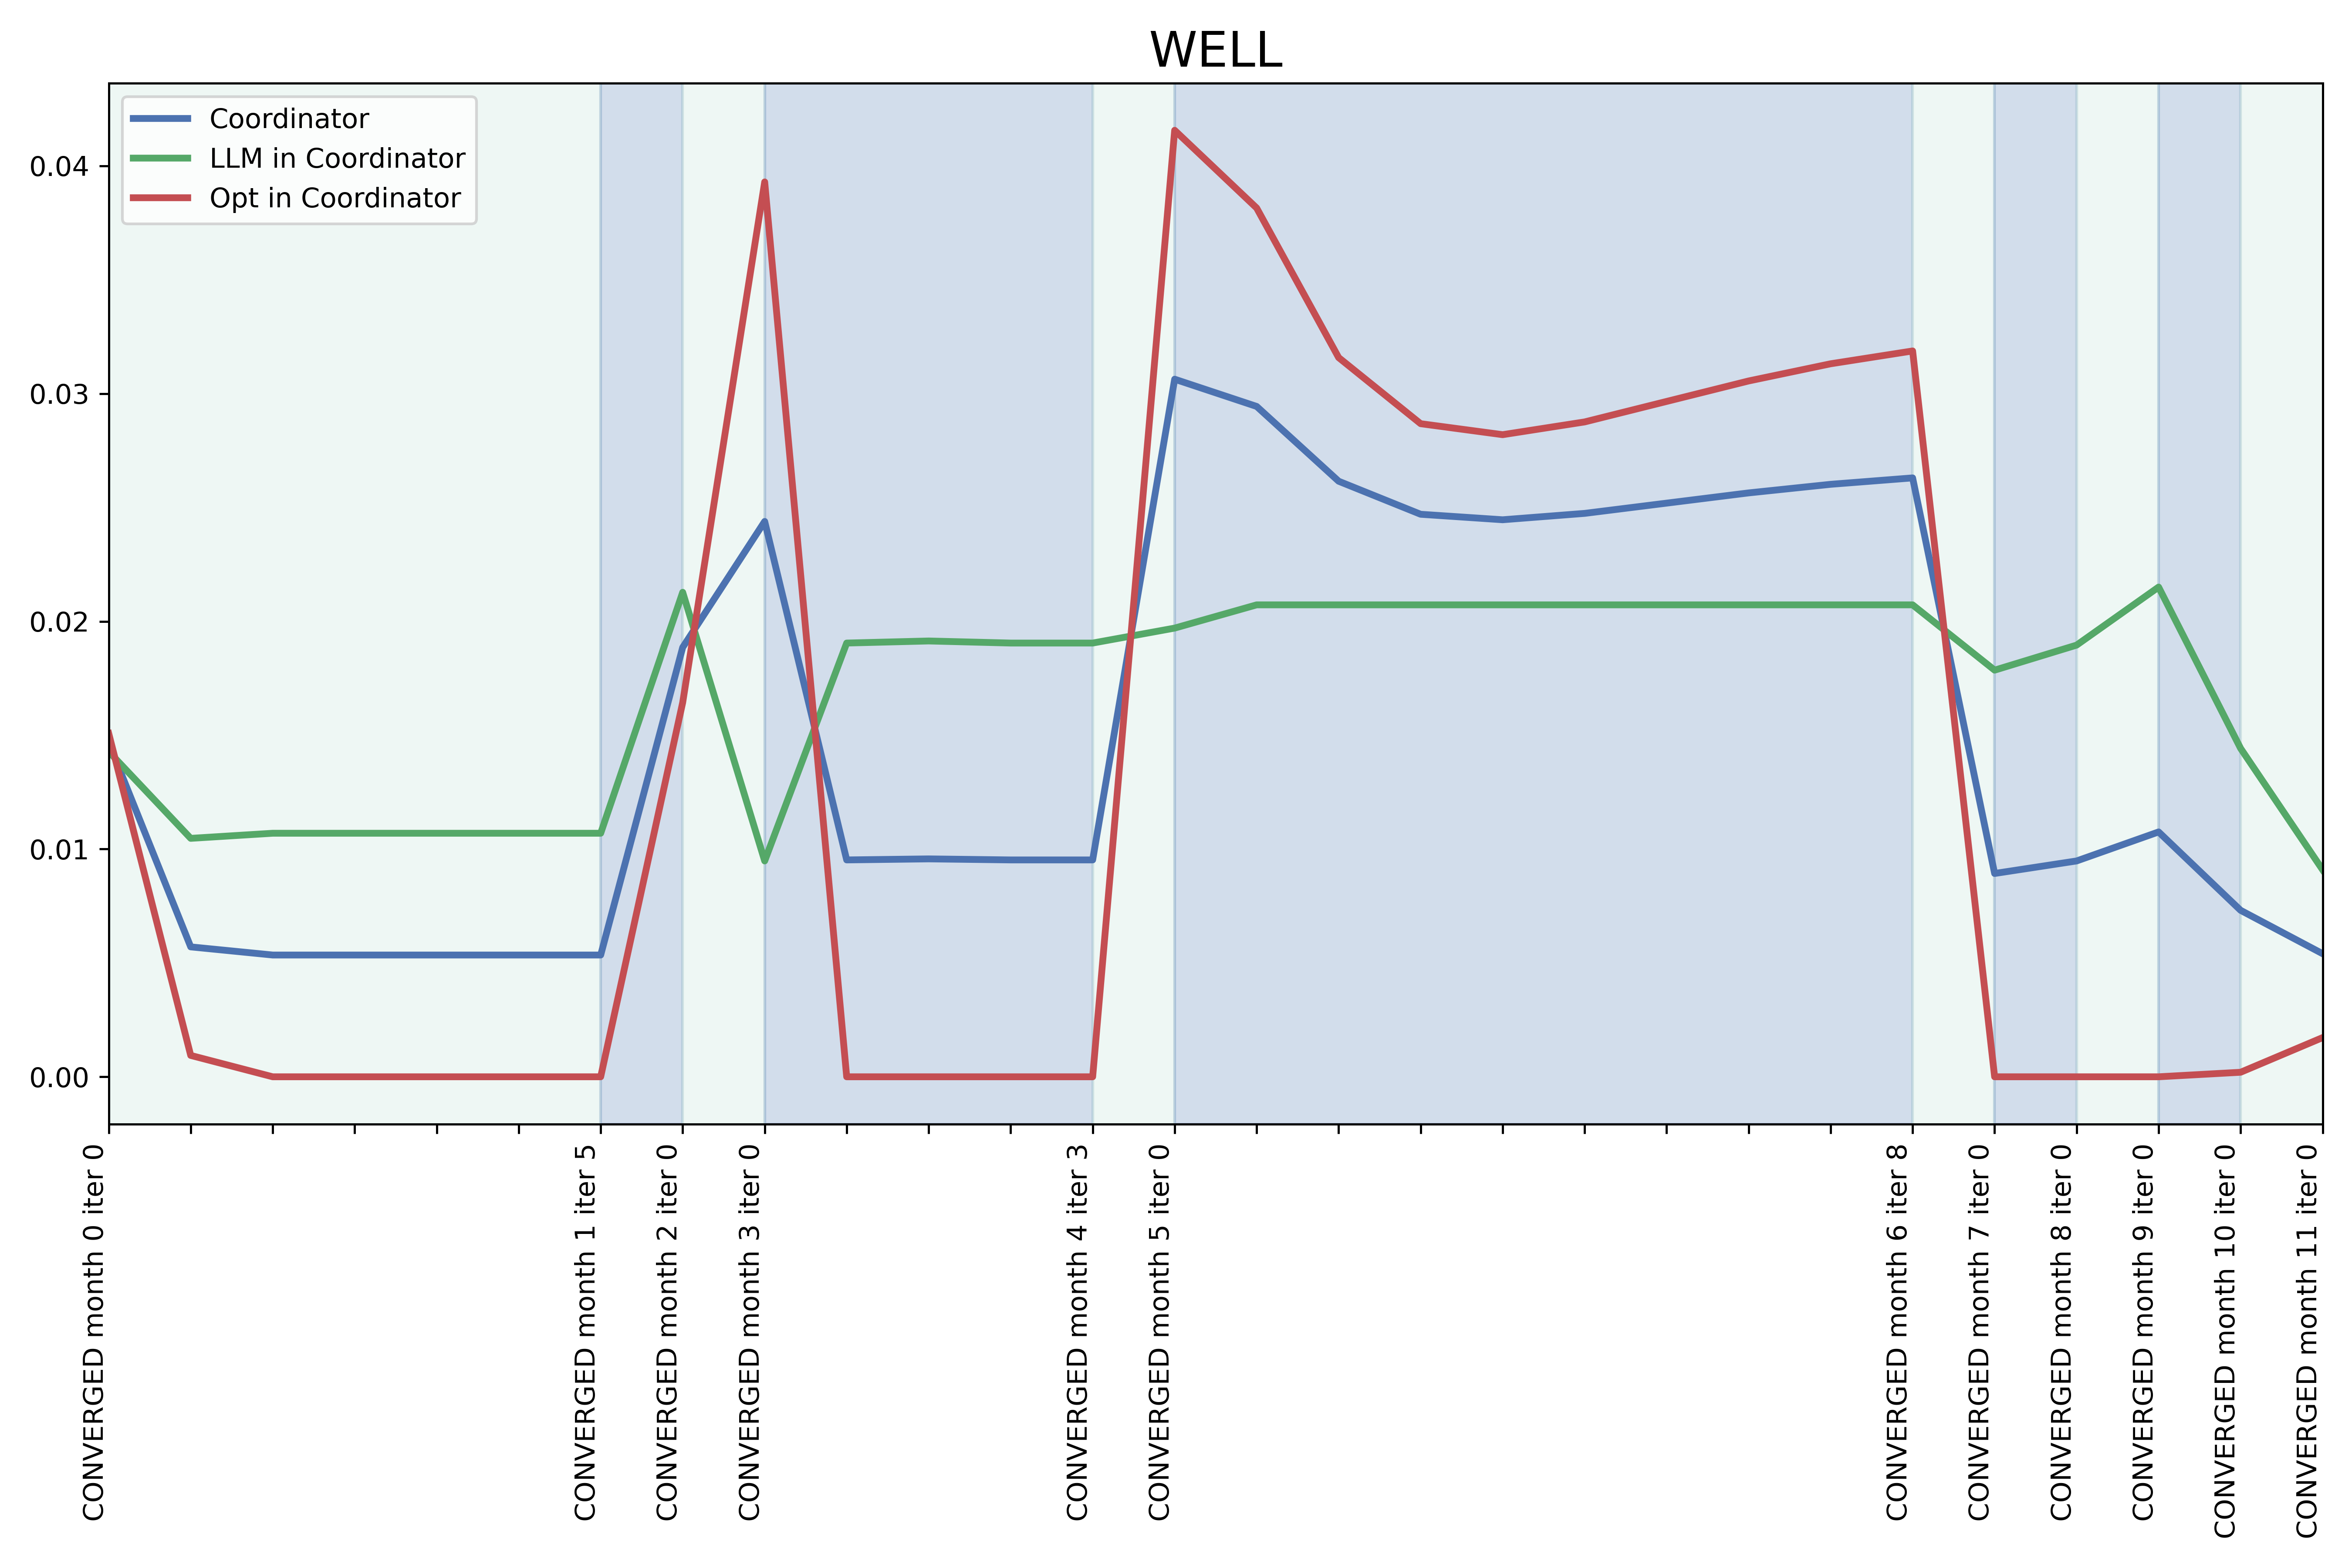 WELL
Coordinator
LLM in Coordinator
Opt in Coordinator
0.04
0.03
0.02
0.01
0.00
CONVERGED month 0 iter 0
CONVERGED month 1 iter 5
CONVERGED month 2 iter 0
CONVERGED month 3 iter 0
CONVERGED month 4 iter 3
CONVERGED month 5 iter 0
CONVERGED month 6 iter 8
CONVERGED month 7 iter 0
CONVERGED month 8 iter 0
CONVERGED month 9 iter 0
CONVERGED month 10 iter 0
CONVERGED month 11 iter 0